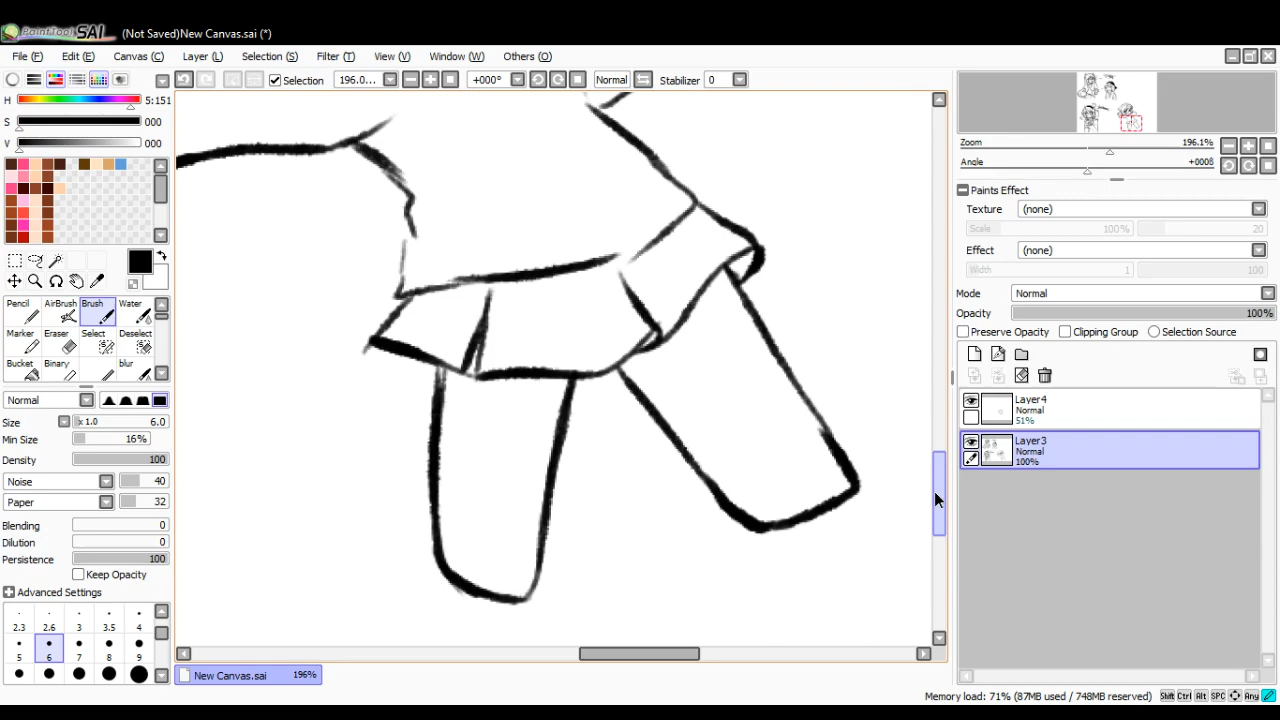 PaintTool SAI (Not Saved)New Canvas.sai (*)
File (F) Edit (E) Canvas (C) Layer (L) Selection (S) Filter (T) View (V) Window (W) Others (O)
Selection 196.0... +000° Normal Stabilizer 0
H 5:151
S 000
V 000
Zoom 196.1%
Angle +000§
Paints Effect
Texture (none)
Scale 100% 20
Effect (none)
Width 1 100
Mode Normal
Opacity 100%
Preserve Opacity Clipping Group Selection Source
Pencil AirBrush Brush Water
Marker Eraser Select Deselect
Bucket Binary blur
Normal
Size x 1.0 6.0
Min Size 16%
Density 100
Noise 40
Paper 32
Blending 0
Dilution 0
Persistence 100
Keep Opacity
Advanced Settings
2.3 2.6 3 3.5 4
5 6 7 8 9
Layer4
Normal
51%
Layer3
Normal
100%
New Canvas.sai 196%
Memory load: 71% (87MB used / 748MB reserved) Shift Ctrl Alt SPC Any